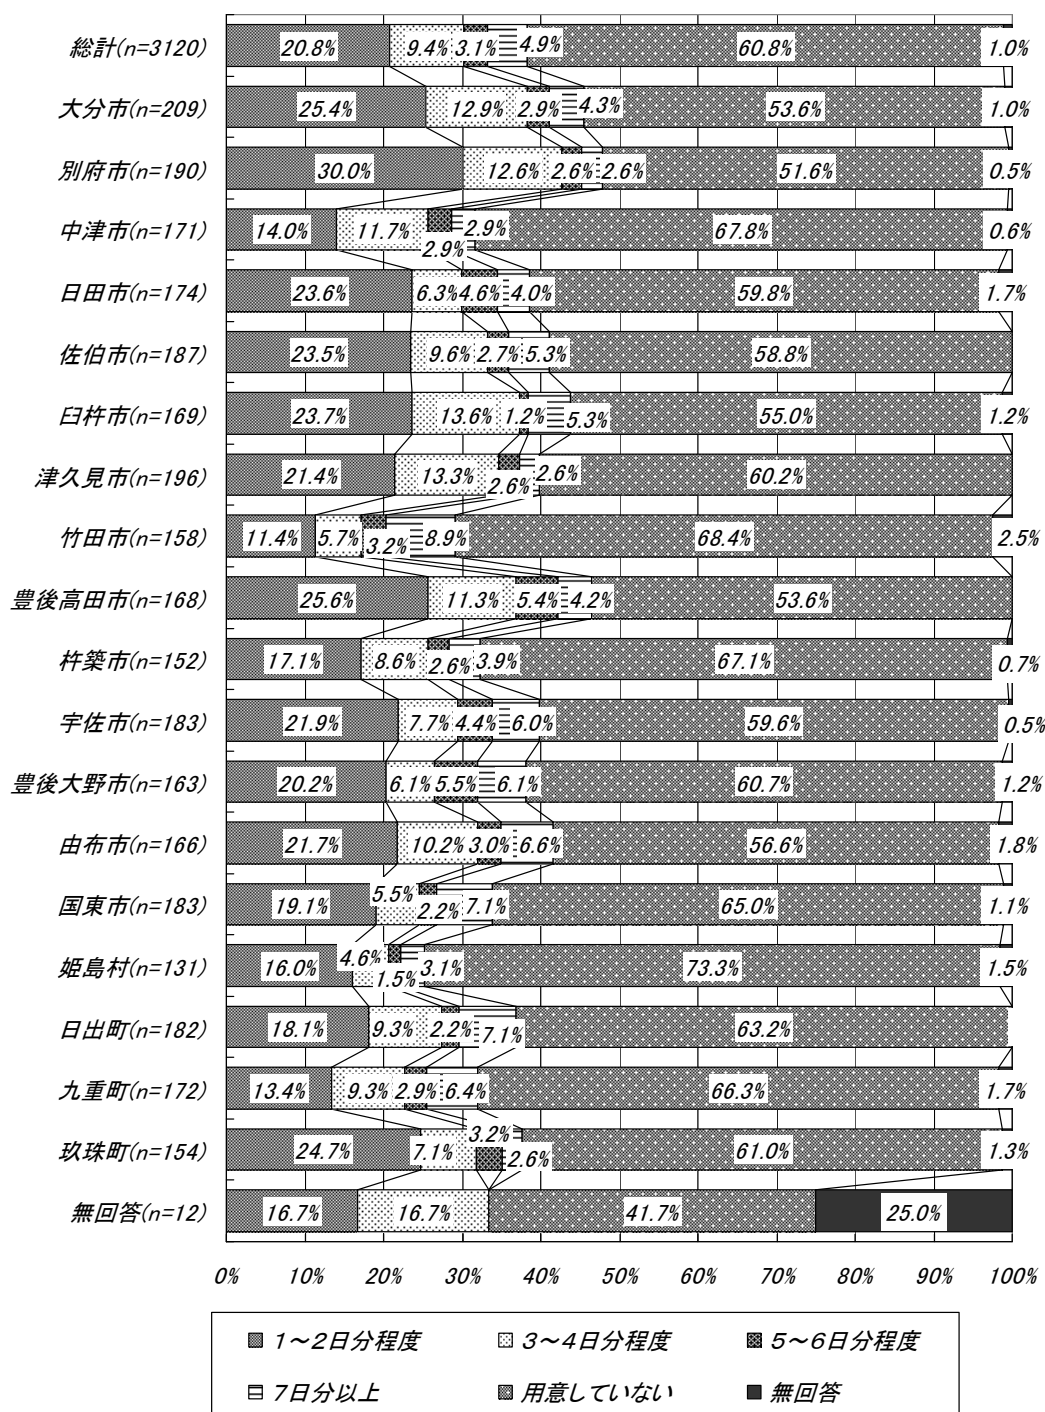 総計(n=3120) 20.8% 9.4% 3.1% 4.9% 60.8% 1.0%
大分市(n=209) 25.4% 12.9% 2.9% 4.3% 53.6% 1.0%
別府市(n=190) 30.0% 12.6% 2.6% 2.6% 51.6% 0.5%
中津市(n=171) 14.0% 11.7% 2.9% 2.9% 67.8% 0.6%
日田市(n=174) 23.6% 6.3% 4.6% 4.0% 59.8% 1.7%
佐伯市(n=187) 23.5% 9.6% 2.7% 5.3% 58.8%
臼杵市(n=169) 23.7% 13.6% 1.2% 5.3% 55.0% 1.2%
津久見市(n=196) 21.4% 13.3% 2.6% 2.6% 60.2%
竹田市(n=158) 11.4% 5.7% 3.2% 8.9% 68.4% 2.5%
豊後高田市(n=168) 25.6% 11.3% 5.4% 4.2% 53.6%
杵築市(n=152) 17.1% 8.6% 2.6% 3.9% 67.1% 0.7%
宇佐市(n=183) 21.9% 7.7% 4.4% 6.0% 59.6% 0.5%
豊後大野市(n=163) 20.2% 6.1% 5.5% 6.1% 60.7% 1.2%
由布市(n=166) 21.7% 10.2% 3.0% 6.6% 56.6% 1.8%
国東市(n=183) 19.1% 5.5% 2.2% 7.1% 65.0% 1.1%
姫島村(n=131) 16.0% 4.6% 1.5% 3.1% 73.3% 1.5%
日出町(n=182) 18.1% 9.3% 2.2% 7.1% 63.2%
九重町(n=172) 13.4% 9.3% 2.9% 6.4% 66.3% 1.7%
玖珠町(n=154) 24.7% 7.1% 3.2% 2.6% 61.0% 1.3%
無回答(n=12) 16.7% 16.7% 41.7% 25.0%
0% 10% 20% 30% 40% 50% 60% 70% 80% 90% 100%
1～2日分程度 3～4日分程度 5～6日分程度
7日分以上 用意していない 無回答